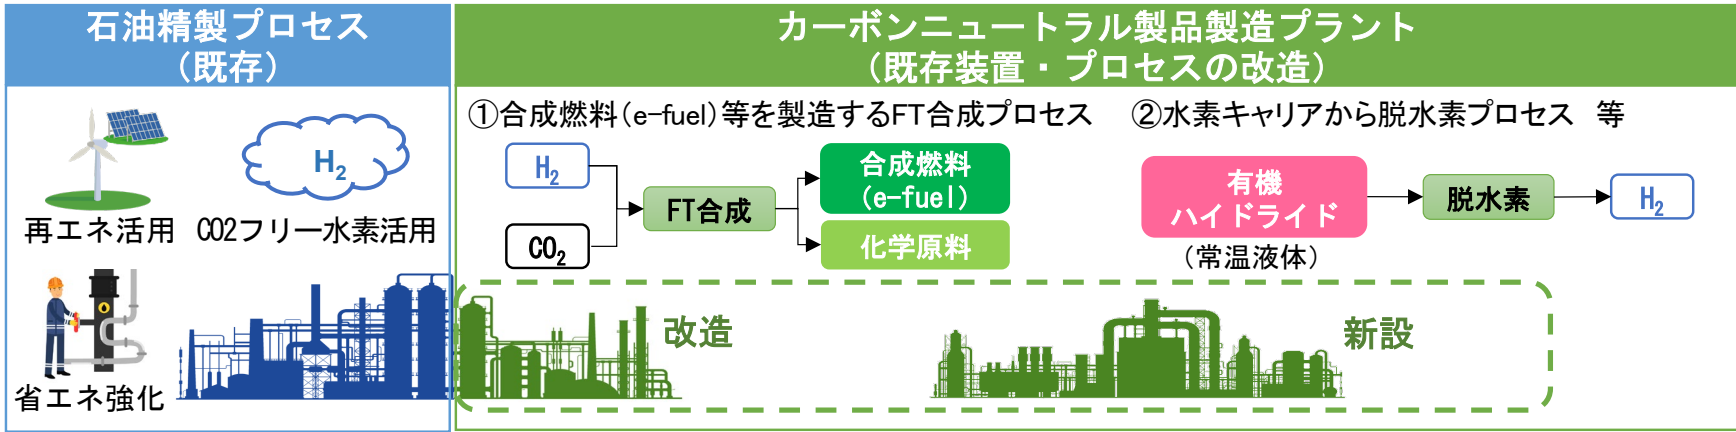 石油精製プロセス
（既存）
再エネ活用
H2
CO2フリー水素活用
省エネ強化
カーボンニュートラル製品製造プラント
（既存装置・プロセスの改造）
①合成燃料（e-fuel）等を製造するFT合成プロセス
H2
CO2
FT合成
合成燃料
（e-fuel）
化学原料
②水素キャリアから脱水素プロセス　等
有機
ハイドライド
（常温液体）
脱水素
H2
改造
新設